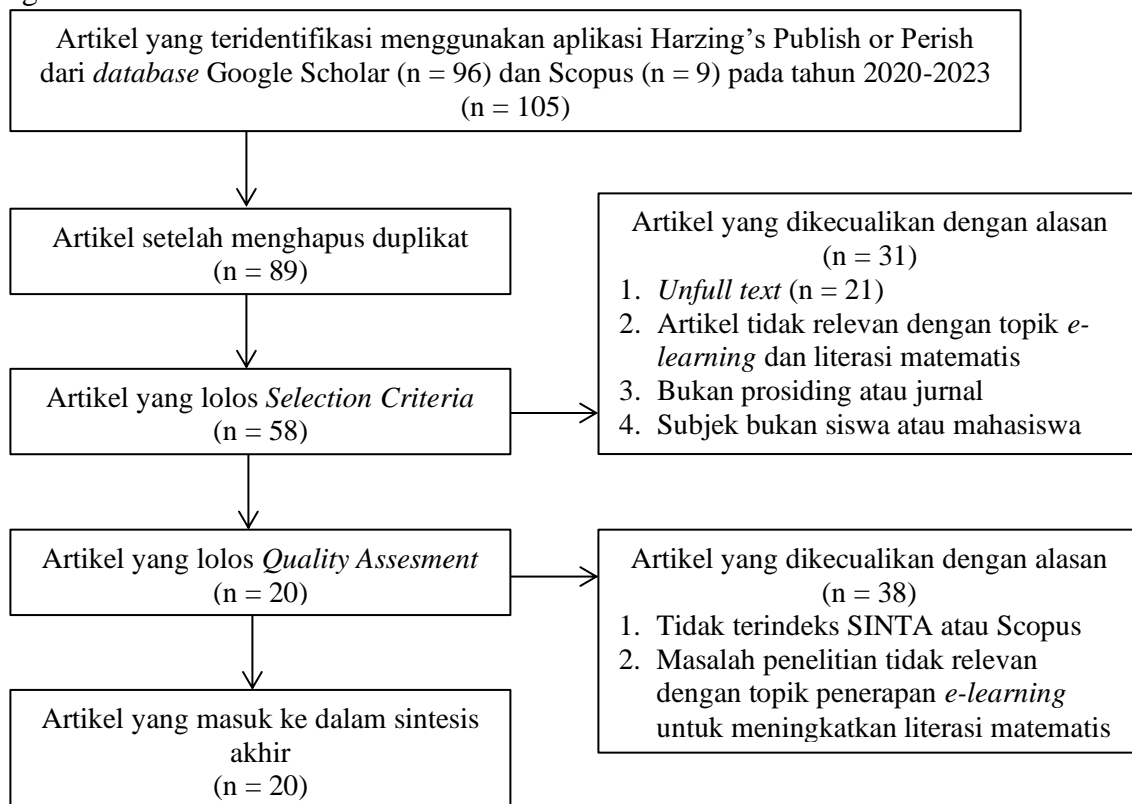 Artikel yang teridentifikasi menggunakan aplikasi Harzing's Publish or Perish
dari database Google Scholar (n = 96) dan Scopus (n = 9) pada tahun 2020-2023
(n = 105)
Artikel setelah menghapus duplikat
(n = 89)
Artikel yang dikecualikan dengan alasan
(n = 31)
1. Unfull text (n = 21)
2. Artikel tidak relevan dengan topik e-
learning dan literasi matematis
3. Bukan prosiding atau jurnal
4. Subjek bukan siswa atau mahasiswa
Artikel yang lolos Selection Criteria
(n = 58)
Artikel yang lolos Quality Assesment
(n = 20)
Artikel yang dikecualikan dengan alasan
(n = 38)
1. Tidak terindeks SINTA atau Scopus
2. Masalah penelitian tidak relevan
dengan topik penerapan e-learning
untuk meningkatkan literasi matematis
Artikel yang masuk ke dalam sintesis
akhir
(n = 20)